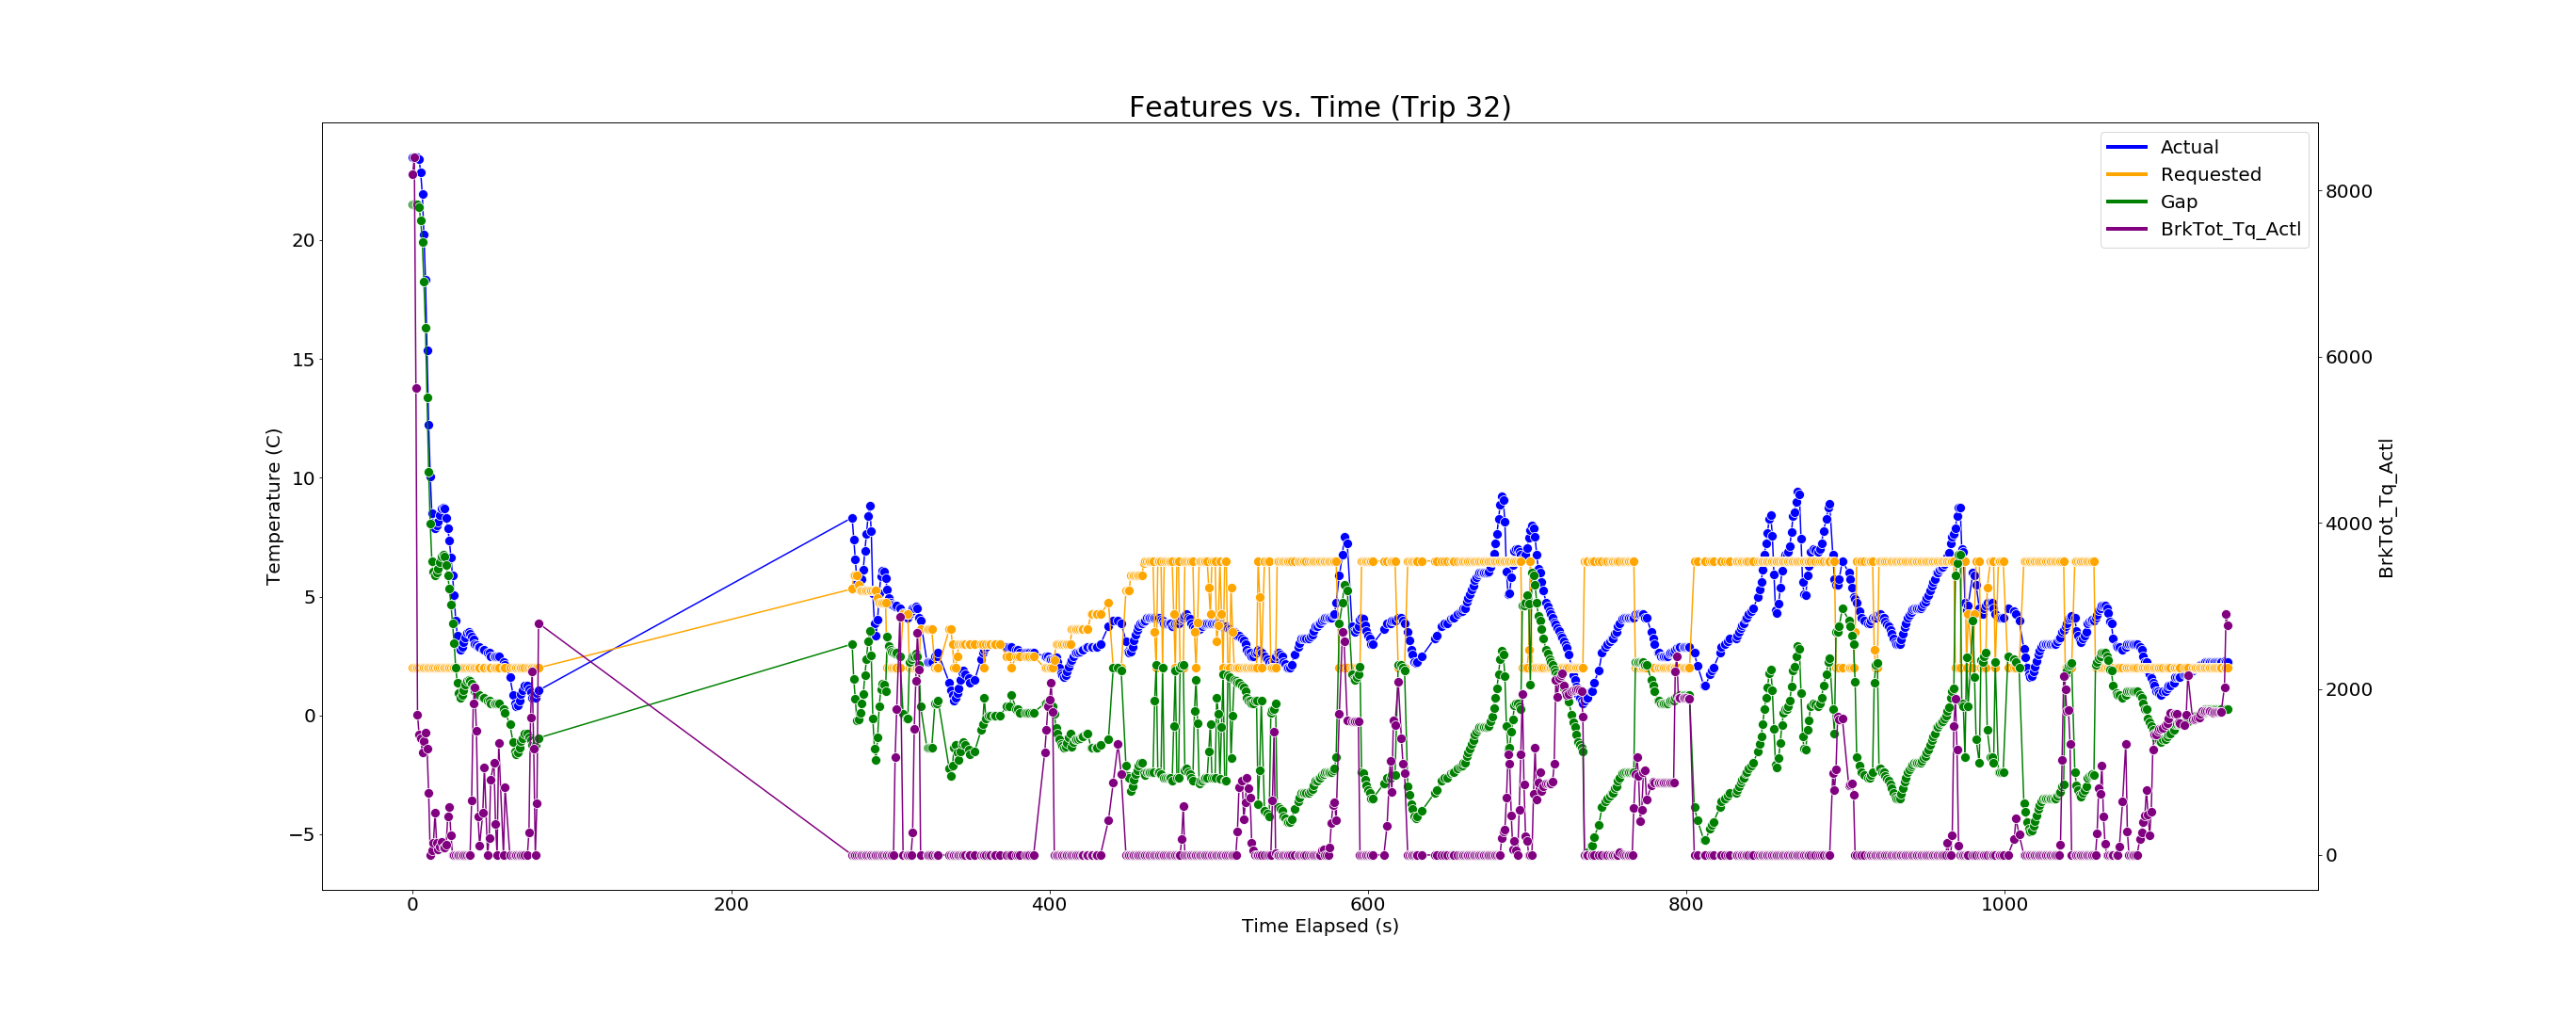 Features vs. Time (Trip 32)
Actual
Requested
Gap
BrkTot_Tq_Actl
20
15
10
5
0
−5
Temperature (C)
8000
6000
4000
2000
0
BrkTot_Tq_Actl
0 200 400 600 800 1000
Time Elapsed (s)